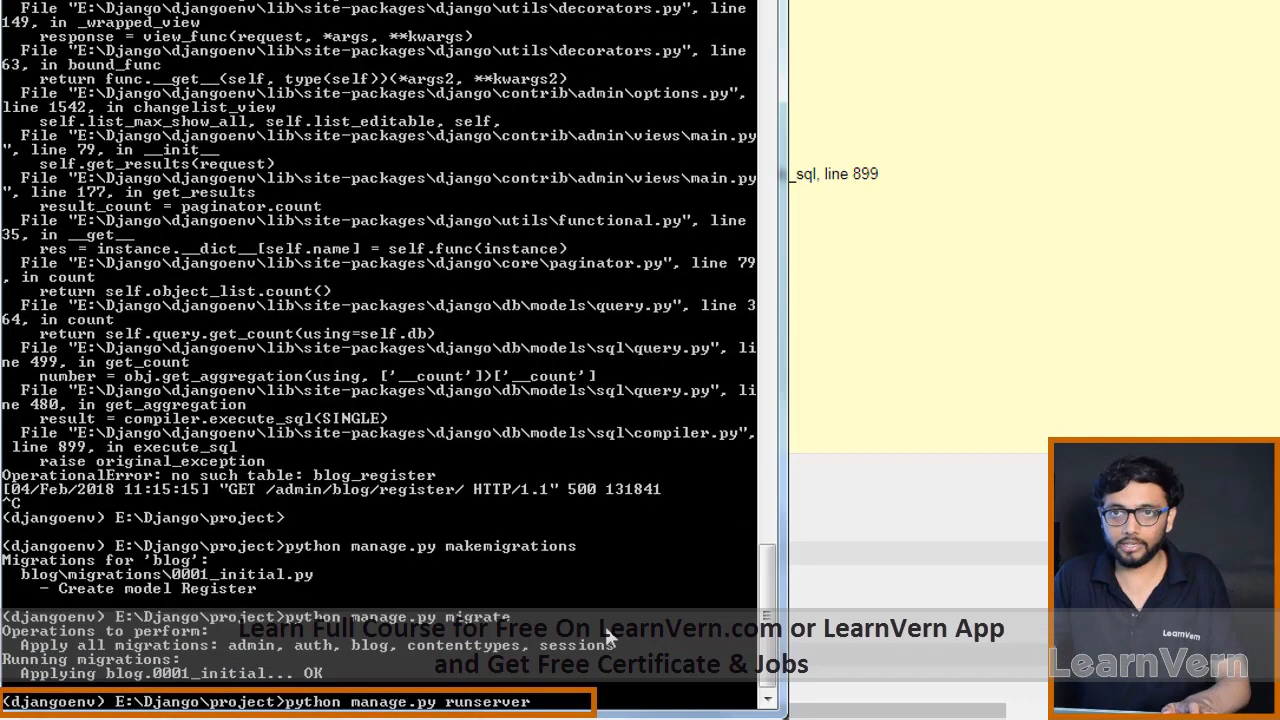 File "E:\Django\djangoenv\lib\site-packages\django\utils\decorators.py", line
149, in _wrapped_view
response = view_func(request, *args, **kwargs)
File "E:\Django\djangoenv\lib\site-packages\django\utils\decorators.py", line
63, in bound_func
return func.__get__(self, type(self))(*args2, **kwargs2)
File "E:\Django\djangoenv\lib\site-packages\django\contrib\admin\options.py",
line 1542, in changelist_view
self.list_max_show_all, self.list_editable, self,
File "E:\Django\djangoenv\lib\site-packages\django\contrib\admin\views\main.py
", line 79, in __init__
self.get_results(request)
File "E:\Django\djangoenv\lib\site-packages\django\contrib\admin\views\main.py
", line 177, in get_results
result_count = paginator.count
File "E:\Django\djangoenv\lib\site-packages\django\utils\functional.py", line
35, in __get__
res = instance.__dict__[self.name] = self.func(instance)
File "E:\Django\djangoenv\lib\site-packages\django\core\paginator.py", line 79
, in count
return self.object_list.count()
File "E:\Django\djangoenv\lib\site-packages\django\db\models\query.py", line 3
64, in count
return self.query.get_count(using=self.db)
File "E:\Django\djangoenv\lib\site-packages\django\db\models\sql\query.py", li
ne 499, in get_count
number = obj.get_aggregation(using, ['__count'])['__count']
File "E:\Django\djangoenv\lib\site-packages\django\db\models\sql\query.py", li
ne 480, in get_aggregation
result = compiler.execute_sql(SINGLE)
File "E:\Django\djangoenv\lib\site-packages\django\db\models\sql\compiler.py",
line 899, in execute_sql
raise original_exception
OperationalError: no such table: blog_register
[04/Feb/2018 11:15:15] "GET /admin/blog/register/ HTTP/1.1" 500 131841
^C
(djangoenv) E:\Django\project>
(djangoenv) E:\Django\project>python manage.py makemigrations
Migrations for 'blog':
blog\migrations\0001_initial.py
- Create model Register
(djangoenv) E:\Django\project>python manage.py migrate
Operations to perform:
Apply all migrations: admin, auth, blog, contenttypes, sessions
Running migrations:
Applying blog.0001_initial... OK
(djangoenv) E:\Django\project>python manage.py runserver
_sql, line 899
Learn Full Course for Free On LearnVern.com or LearnVern App
and Get Free Certificate & Jobs
LearnVern
LearnVern